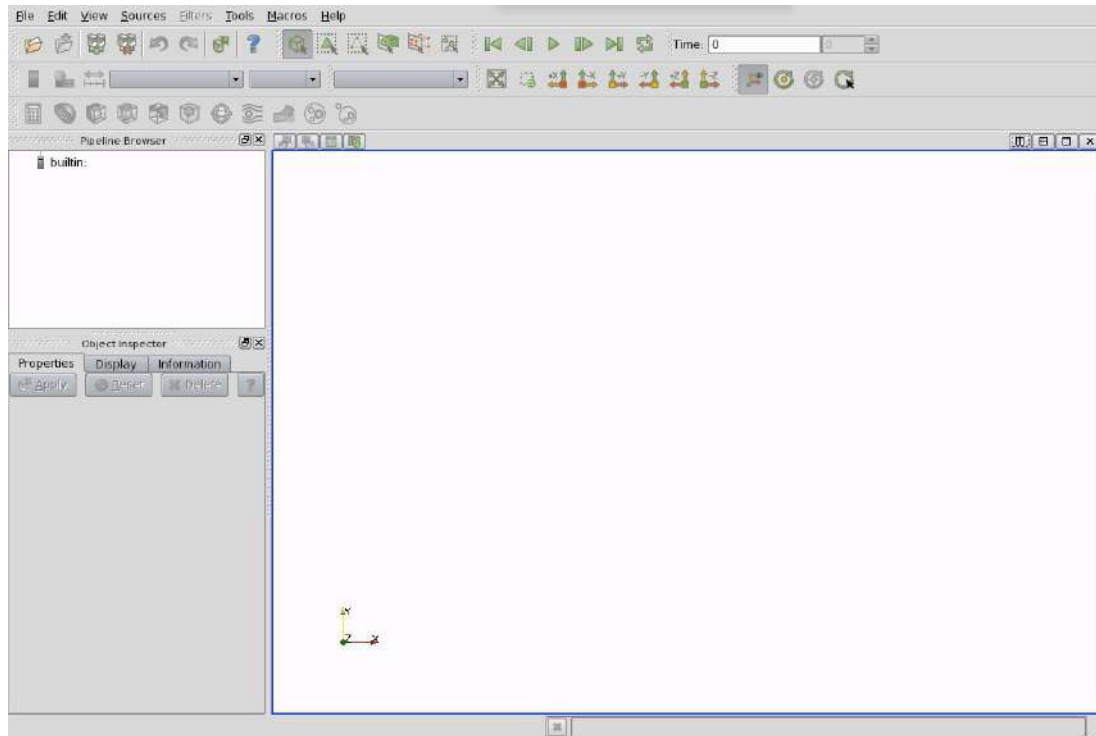 File Edit View Sources Filters Tools Macros Help
? Time: 0 0
+X -X +Y -Y +Z -Z
Pipeline Browser
builtin:
Object Inspector
Properties Display Information
Apply Reset Delete ?
Y
Z X